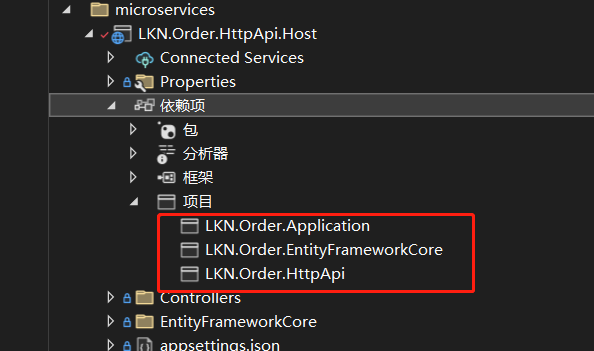 microservices
LKN.Order.HttpApi.Host
Connected Services
Properties
依赖项
包
分析器
框架
项目
LKN.Order.Application
LKN.Order.EntityFrameworkCore
LKN.Order.HttpApi
Controllers
EntityFrameworkCore
appsettings.json